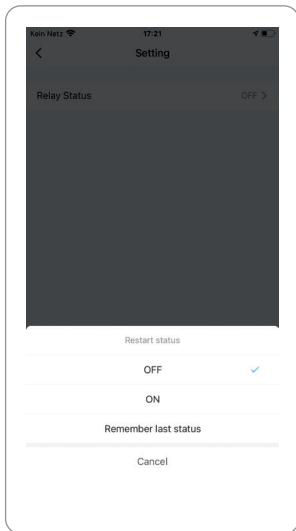 Kein Netz 17:21
Setting
Relay Status OFF >
Restart status
OFF
ON
Remember last status
Cancel